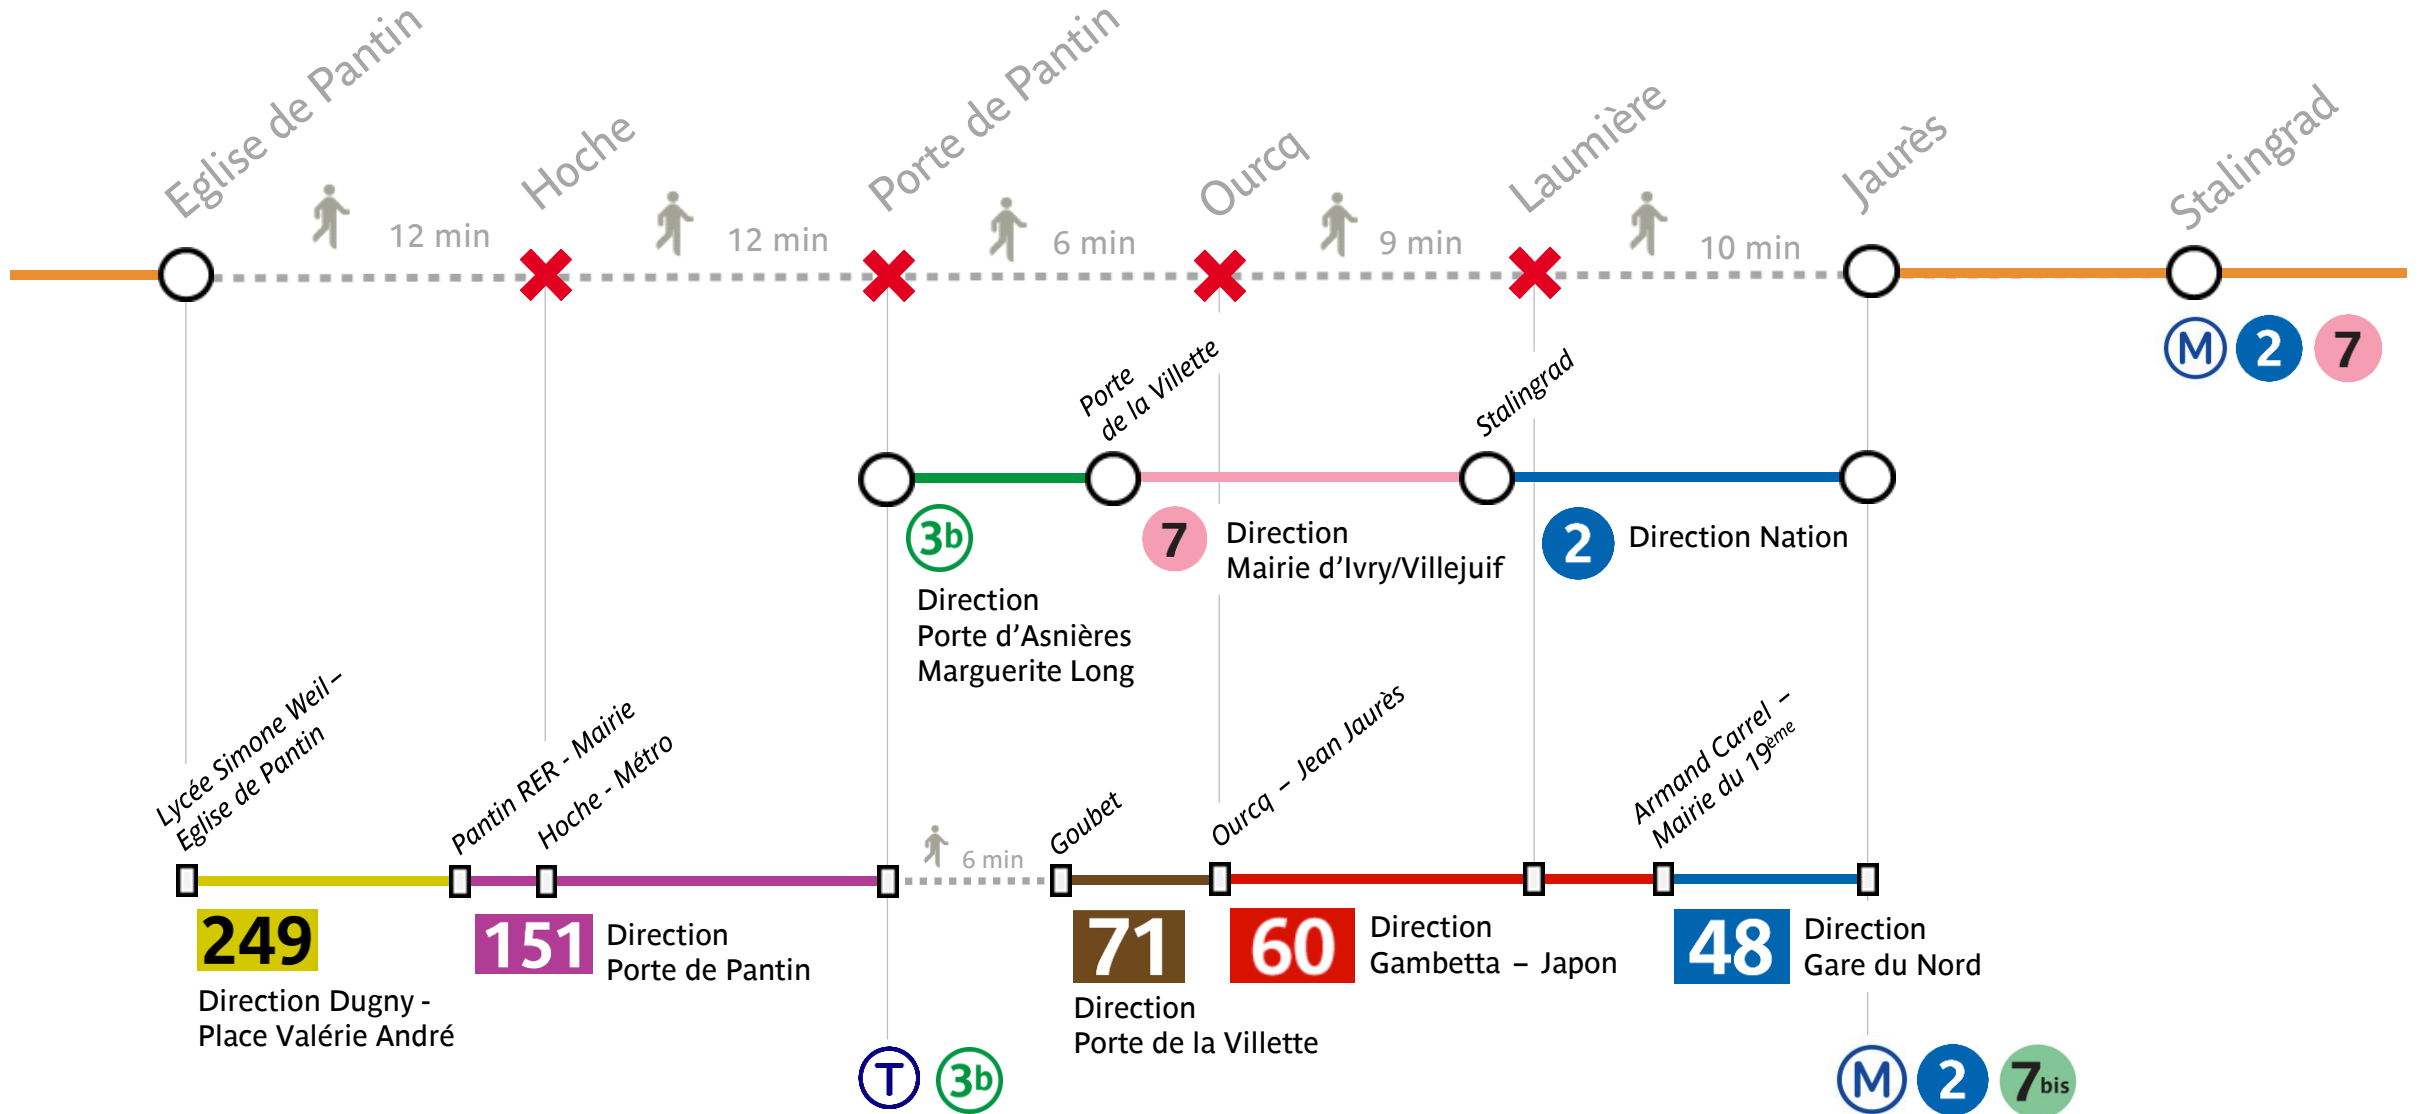 Eglise de Pantin
Hoche
Porte de Pantin
Ourcq
Laumière
Jaurès
Stalingrad
12 min
12 min
6 min
9 min
10 min
M 2 7
Porte
de la Villette
Stalingrad
3b
Direction
Porte d'Asnières
Marguerite Long
7
Direction
Mairie d'Ivry/Villejuif
2
Direction Nation
Lycée Simone Weil –
Eglise de Pantin
Pantin RER - Mairie
Hoche - Métro
6 min
Goubet
Ourcq – Jean Jaurès
Armand Carrel –
Mairie du 19ème
249
Direction Dugny -
Place Valérie André
151
Direction
Porte de Pantin
71
Direction
Porte de la Villette
60
Direction
Gambetta – Japon
48
Direction
Gare du Nord
T 3b
M 2 7bis